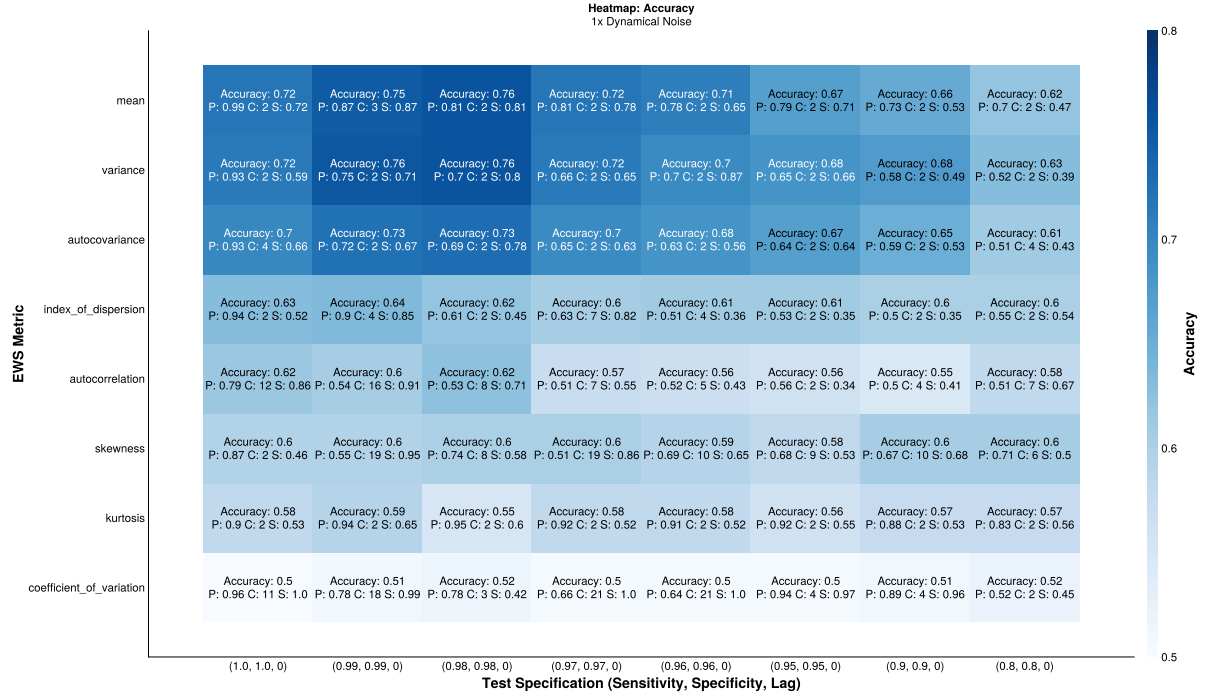 Heatmap: Accuracy
1x Dynamical Noise
EWS Metric
mean
Accuracy: 0.72
P: 0.99 C: 2 S: 0.72
Accuracy: 0.75
P: 0.87 C: 3 S: 0.87
Accuracy: 0.76
P: 0.81 C: 2 S: 0.81
Accuracy: 0.72
P: 0.81 C: 2 S: 0.78
Accuracy: 0.71
P: 0.78 C: 2 S: 0.65
Accuracy: 0.67
P: 0.79 C: 2 S: 0.71
Accuracy: 0.66
P: 0.73 C: 2 S: 0.53
Accuracy: 0.62
P: 0.7 C: 2 S: 0.47
variance
Accuracy: 0.72
P: 0.93 C: 2 S: 0.59
Accuracy: 0.76
P: 0.75 C: 2 S: 0.71
Accuracy: 0.76
P: 0.7 C: 2 S: 0.8
Accuracy: 0.72
P: 0.66 C: 2 S: 0.65
Accuracy: 0.7
P: 0.7 C: 2 S: 0.87
Accuracy: 0.68
P: 0.65 C: 2 S: 0.66
Accuracy: 0.68
P: 0.58 C: 2 S: 0.49
Accuracy: 0.63
P: 0.52 C: 2 S: 0.39
autocovariance
Accuracy: 0.7
P: 0.93 C: 4 S: 0.66
Accuracy: 0.73
P: 0.72 C: 2 S: 0.67
Accuracy: 0.73
P: 0.69 C: 2 S: 0.78
Accuracy: 0.7
P: 0.65 C: 2 S: 0.63
Accuracy: 0.68
P: 0.63 C: 2 S: 0.56
Accuracy: 0.67
P: 0.64 C: 2 S: 0.64
Accuracy: 0.65
P: 0.59 C: 2 S: 0.53
Accuracy: 0.61
P: 0.51 C: 4 S: 0.43
index_of_dispersion
Accuracy: 0.63
P: 0.94 C: 2 S: 0.52
Accuracy: 0.64
P: 0.9 C: 4 S: 0.85
Accuracy: 0.62
P: 0.61 C: 2 S: 0.45
Accuracy: 0.6
P: 0.63 C: 7 S: 0.82
Accuracy: 0.61
P: 0.51 C: 4 S: 0.36
Accuracy: 0.61
P: 0.53 C: 2 S: 0.35
Accuracy: 0.6
P: 0.5 C: 2 S: 0.35
Accuracy: 0.6
P: 0.55 C: 2 S: 0.54
autocorrelation
Accuracy: 0.62
P: 0.79 C: 12 S: 0.86
Accuracy: 0.6
P: 0.54 C: 16 S: 0.91
Accuracy: 0.62
P: 0.53 C: 8 S: 0.71
Accuracy: 0.57
P: 0.51 C: 7 S: 0.55
Accuracy: 0.56
P: 0.52 C: 5 S: 0.43
Accuracy: 0.56
P: 0.56 C: 2 S: 0.34
Accuracy: 0.55
P: 0.5 C: 4 S: 0.41
Accuracy: 0.58
P: 0.51 C: 7 S: 0.67
skewness
Accuracy: 0.6
P: 0.87 C: 2 S: 0.46
Accuracy: 0.6
P: 0.55 C: 19 S: 0.95
Accuracy: 0.6
P: 0.74 C: 8 S: 0.58
Accuracy: 0.6
P: 0.51 C: 19 S: 0.86
Accuracy: 0.59
P: 0.69 C: 10 S: 0.65
Accuracy: 0.58
P: 0.68 C: 9 S: 0.53
Accuracy: 0.6
P: 0.67 C: 10 S: 0.68
Accuracy: 0.6
P: 0.71 C: 6 S: 0.5
kurtosis
Accuracy: 0.58
P: 0.9 C: 2 S: 0.53
Accuracy: 0.59
P: 0.94 C: 2 S: 0.65
Accuracy: 0.55
P: 0.95 C: 2 S: 0.6
Accuracy: 0.58
P: 0.92 C: 2 S: 0.52
Accuracy: 0.58
P: 0.91 C: 2 S: 0.52
Accuracy: 0.56
P: 0.92 C: 2 S: 0.55
Accuracy: 0.57
P: 0.88 C: 2 S: 0.53
Accuracy: 0.57
P: 0.83 C: 2 S: 0.56
coefficient_of_variation
Accuracy: 0.5
P: 0.96 C: 11 S: 1.0
Accuracy: 0.51
P: 0.78 C: 18 S: 0.99
Accuracy: 0.52
P: 0.78 C: 3 S: 0.42
Accuracy: 0.5
P: 0.66 C: 21 S: 1.0
Accuracy: 0.5
P: 0.64 C: 21 S: 1.0
Accuracy: 0.5
P: 0.94 C: 4 S: 0.97
Accuracy: 0.51
P: 0.89 C: 4 S: 0.96
Accuracy: 0.52
P: 0.52 C: 2 S: 0.45
(1.0, 1.0, 0)
(0.99, 0.99, 0)
(0.98, 0.98, 0)
(0.97, 0.97, 0)
(0.96, 0.96, 0)
(0.95, 0.95, 0)
(0.9, 0.9, 0)
(0.8, 0.8, 0)
Test Specification (Sensitivity, Specificity, Lag)
0.8
0.7
0.6
0.5
Accuracy